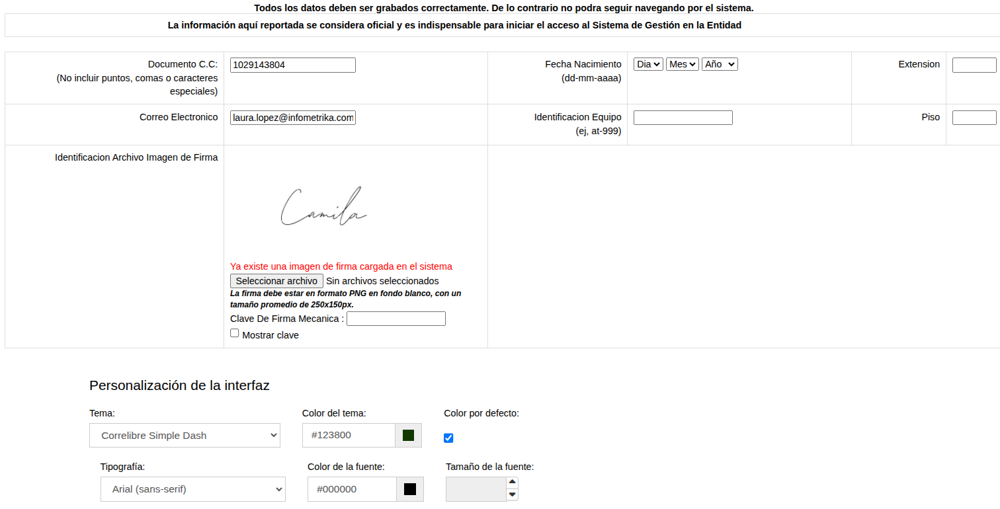 Todos los datos deben ser grabados correctamente. De lo contrario no podra seguir navegando por el sistema.
La información aquí reportada se considera oficial y es indispensable para iniciar el acceso al Sistema de Gestión en la Entidad
Documento C.C:
(No incluir puntos, comas o caracteres
especiales)
1029143804
Fecha Nacimiento
(dd-mm-aaaa)
Dia Mes Año
Extension
Correo Electronico
laura.lopez@infometrika.com
Identificacion Equipo
(ej, at-999)
Piso
Identificacion Archivo Imagen de Firma
Camila
Ya existe una imagen de firma cargada en el sistema
Seleccionar archivo Sin archivos seleccionados
La firma debe estar en formato PNG en fondo blanco, con un
tamaño promedio de 250x150px.
Clave De Firma Mecanica :
Mostrar clave
Personalización de la interfaz
Tema: Color del tema: Color por defecto:
Correlibre Simple Dash #123800
Tipografía: Color de la fuente: Tamaño de la fuente:
Arial (sans-serif) #000000